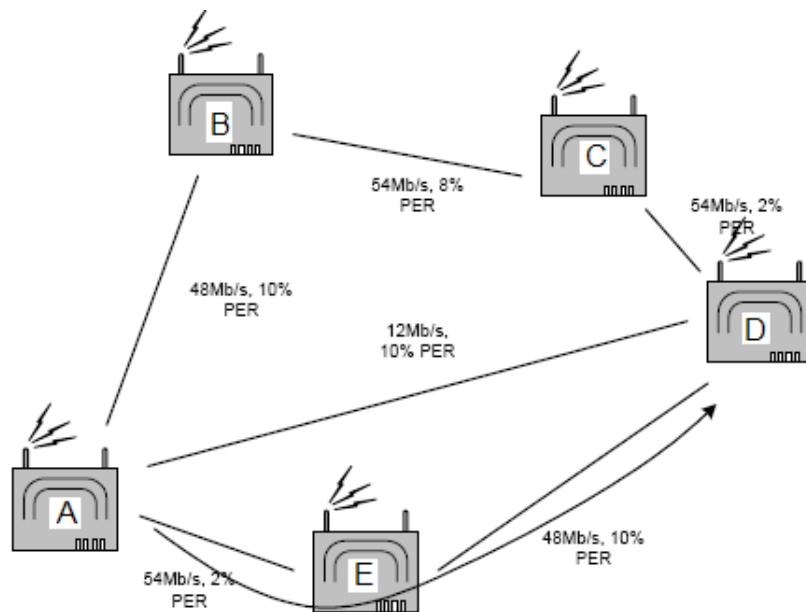 B
C
54Mb/s, 8%
PER
54Mb/s, 2%
PER
48Mb/s, 10%
PER
12Mb/s,
10% PER
D
A
E
54Mb/s, 2%
PER
48Mb/s, 10%
PER